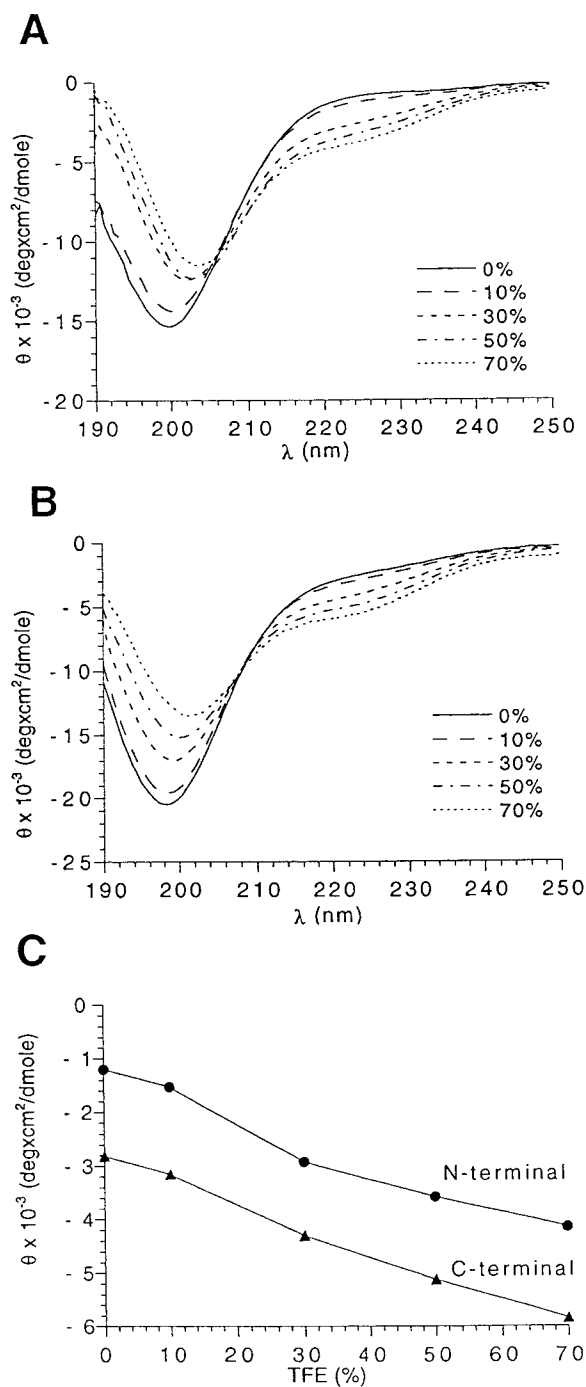 A
θ x 10-3 (degxcm2/dmole)
0
- 5
- 10
- 15
- 20
190 200 210 220 230 240 250
λ (nm)
0%
10%
30%
50%
70%
B
θ x 10-3 (degxcm2/dmole)
0
- 5
- 10
- 15
- 20
- 25
190 200 210 220 230 240 250
λ (nm)
0%
10%
30%
50%
70%
C
θ x 10-3 (degxcm2/dmole)
0
- 1
- 2
- 3
- 4
- 5
- 6
N-terminal
C-terminal
0 10 20 30 40 50 60 70
TFE (%)